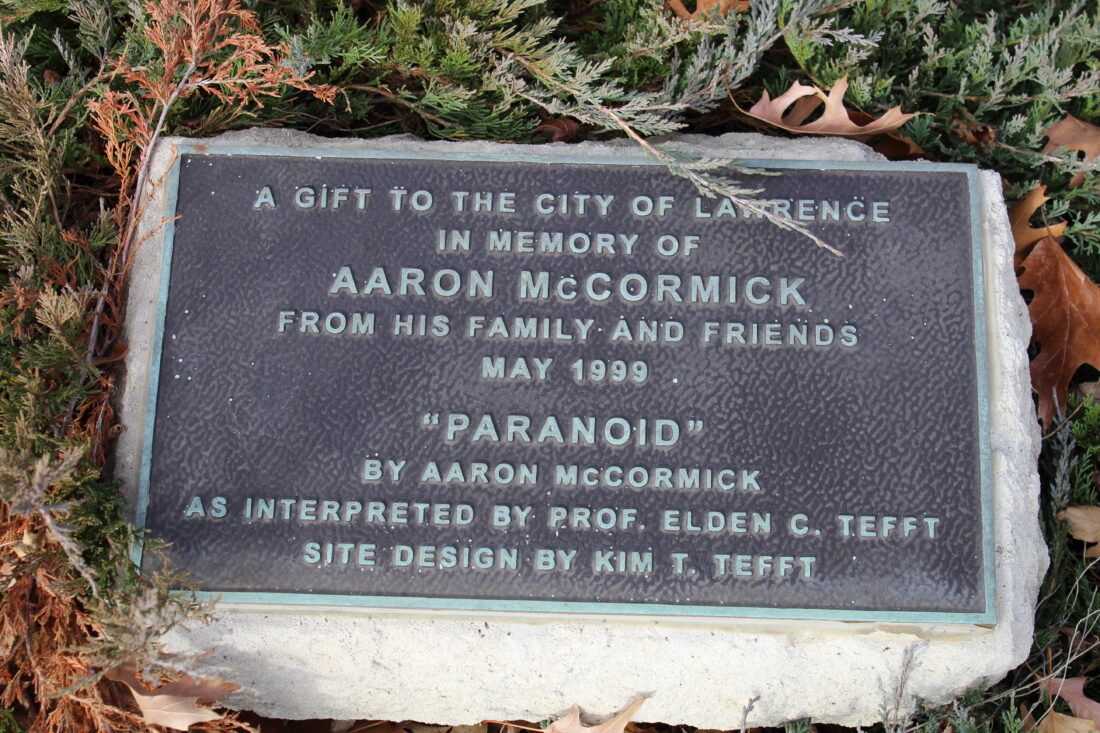 A GIFT TO THE CITY OF LAWRENCE
IN MEMORY OF
AARON McCORMICK
FROM HIS FAMILY AND FRIENDS
MAY 1999
"PARANOID"
BY AARON McCORMICK
AS INTERPRETED BY PROF. ELDEN C. TEFFT
SITE DESIGN BY KIM T. TEFFT